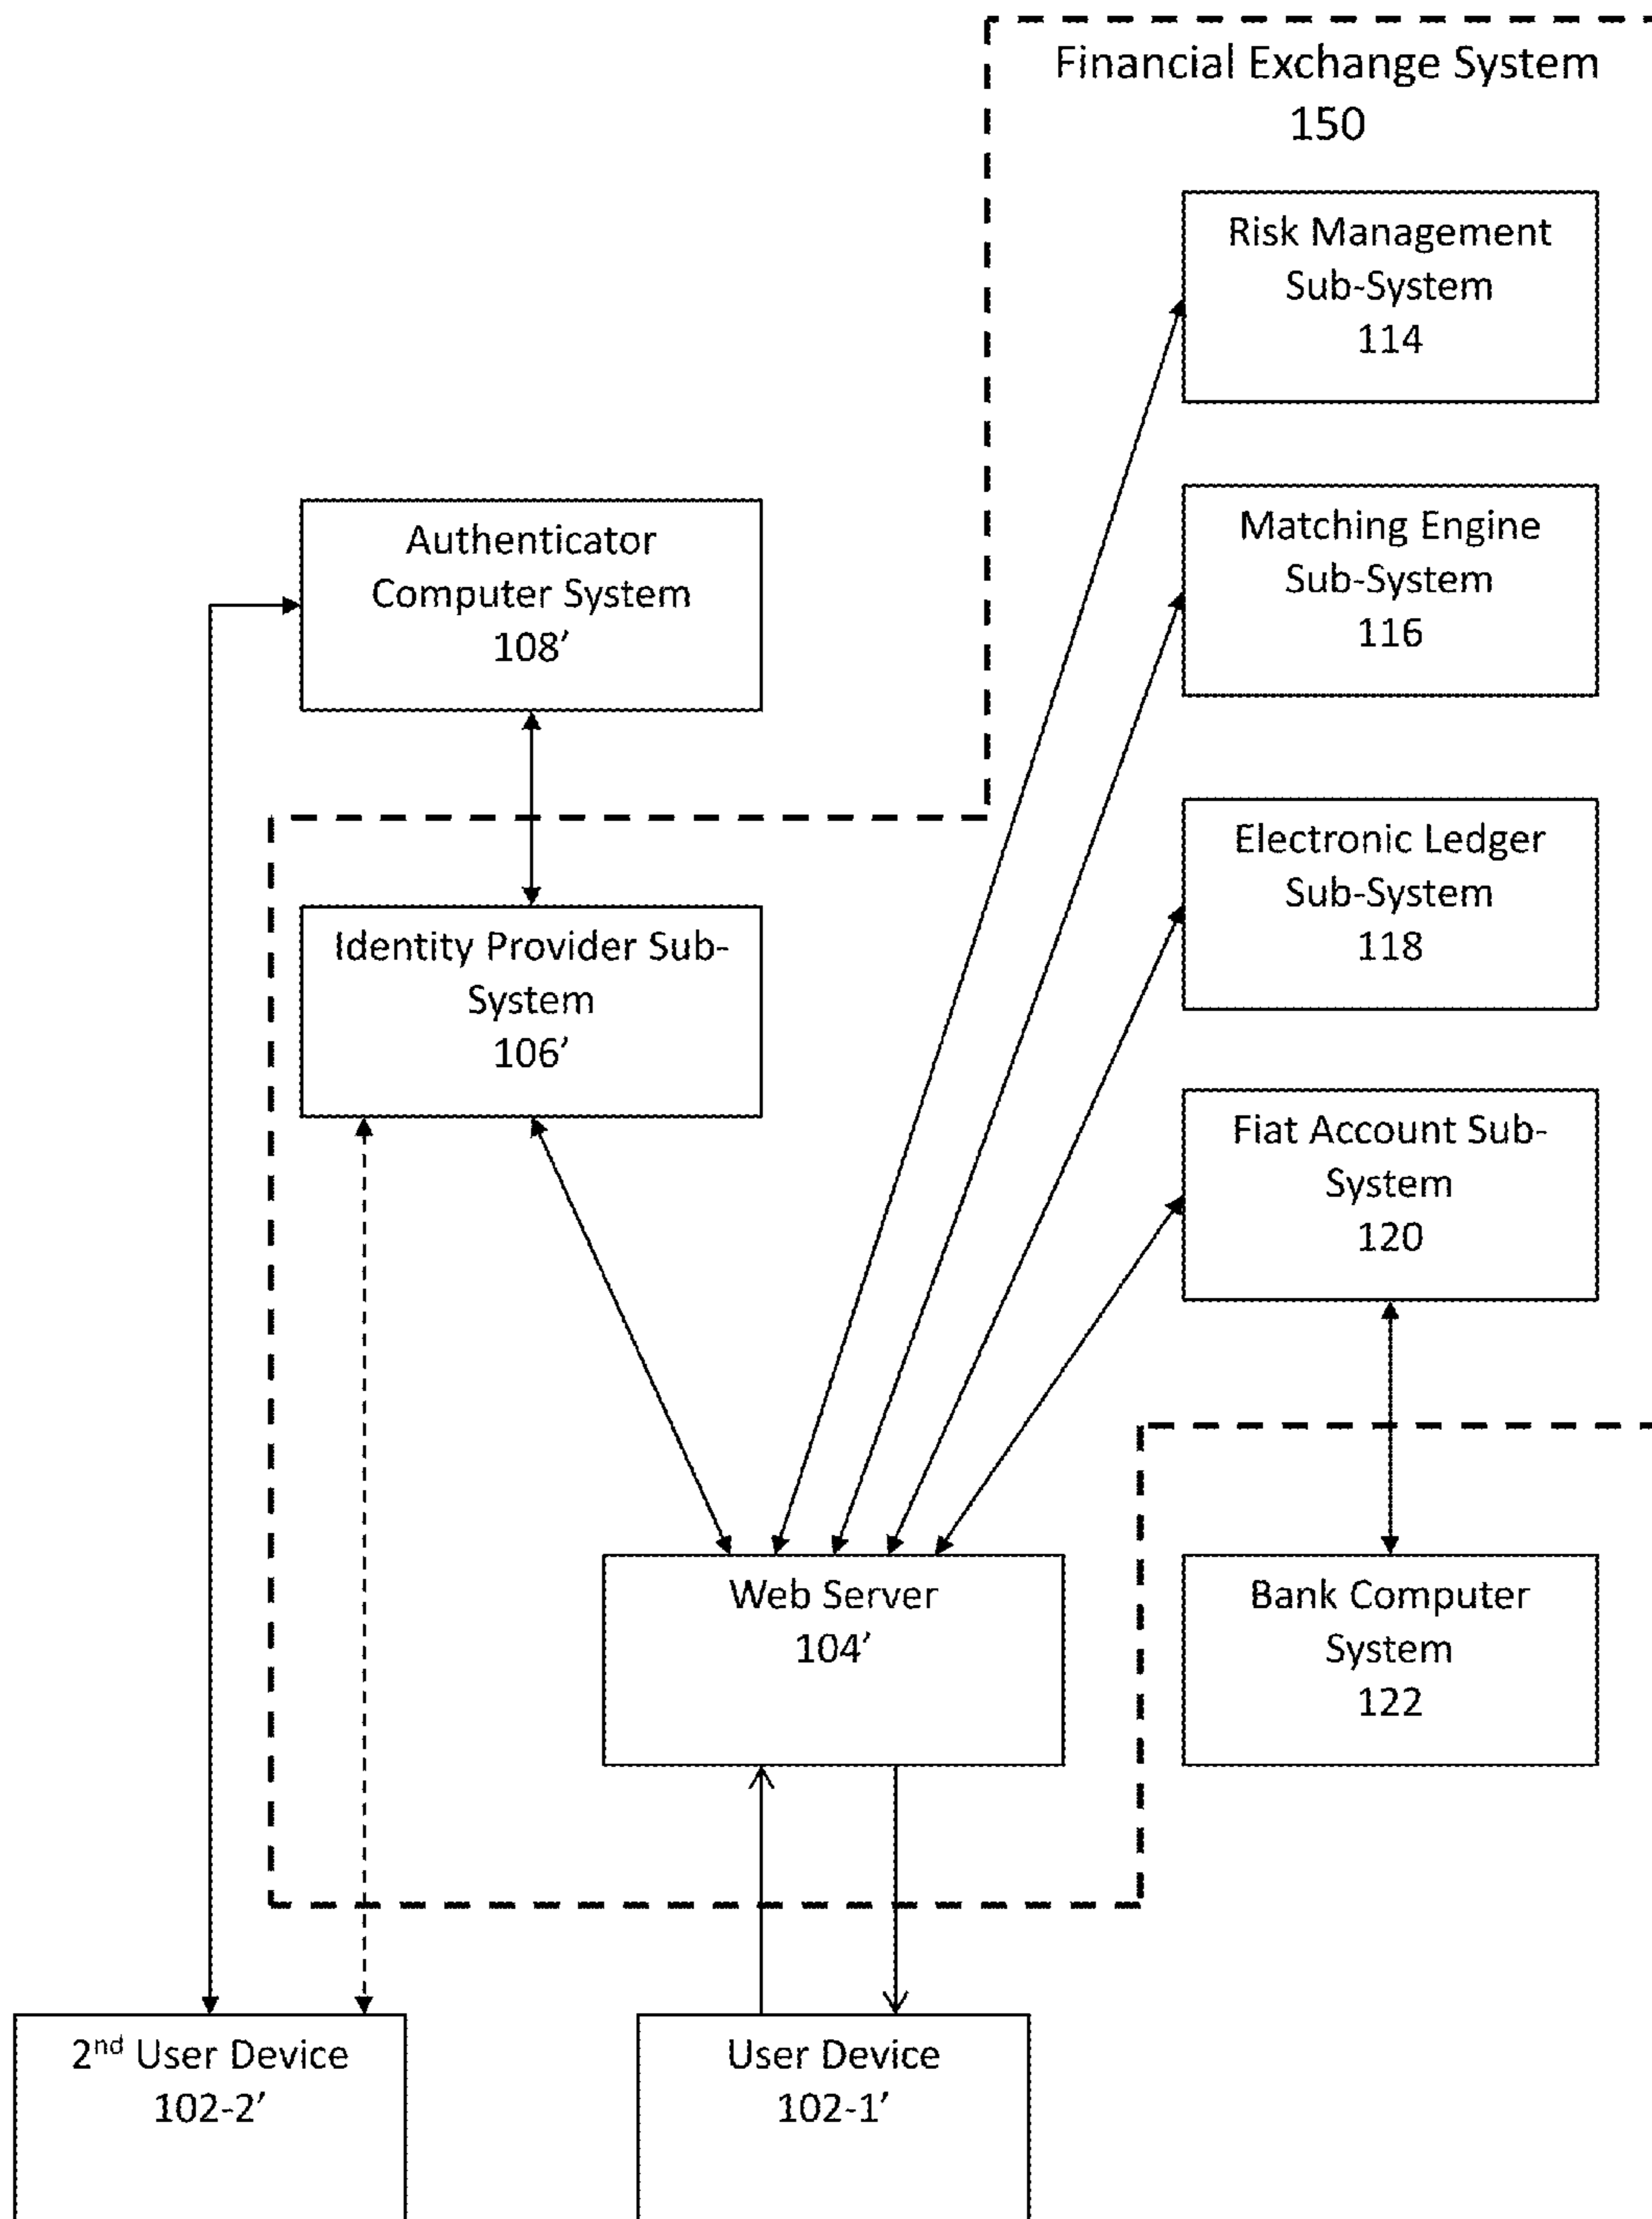 Financial Exchange System
150
Risk Management
Sub-System
114
Matching Engine
Sub-System
116
Authenticator
Computer System
108’
Electronic Ledger
Sub-System
118
Identity Provider Sub-
System
106’
Fiat Account Sub-
System
120
Web Server
104’
Bank Computer
System
122
2nd User Device
102-2’
User Device
102-1’